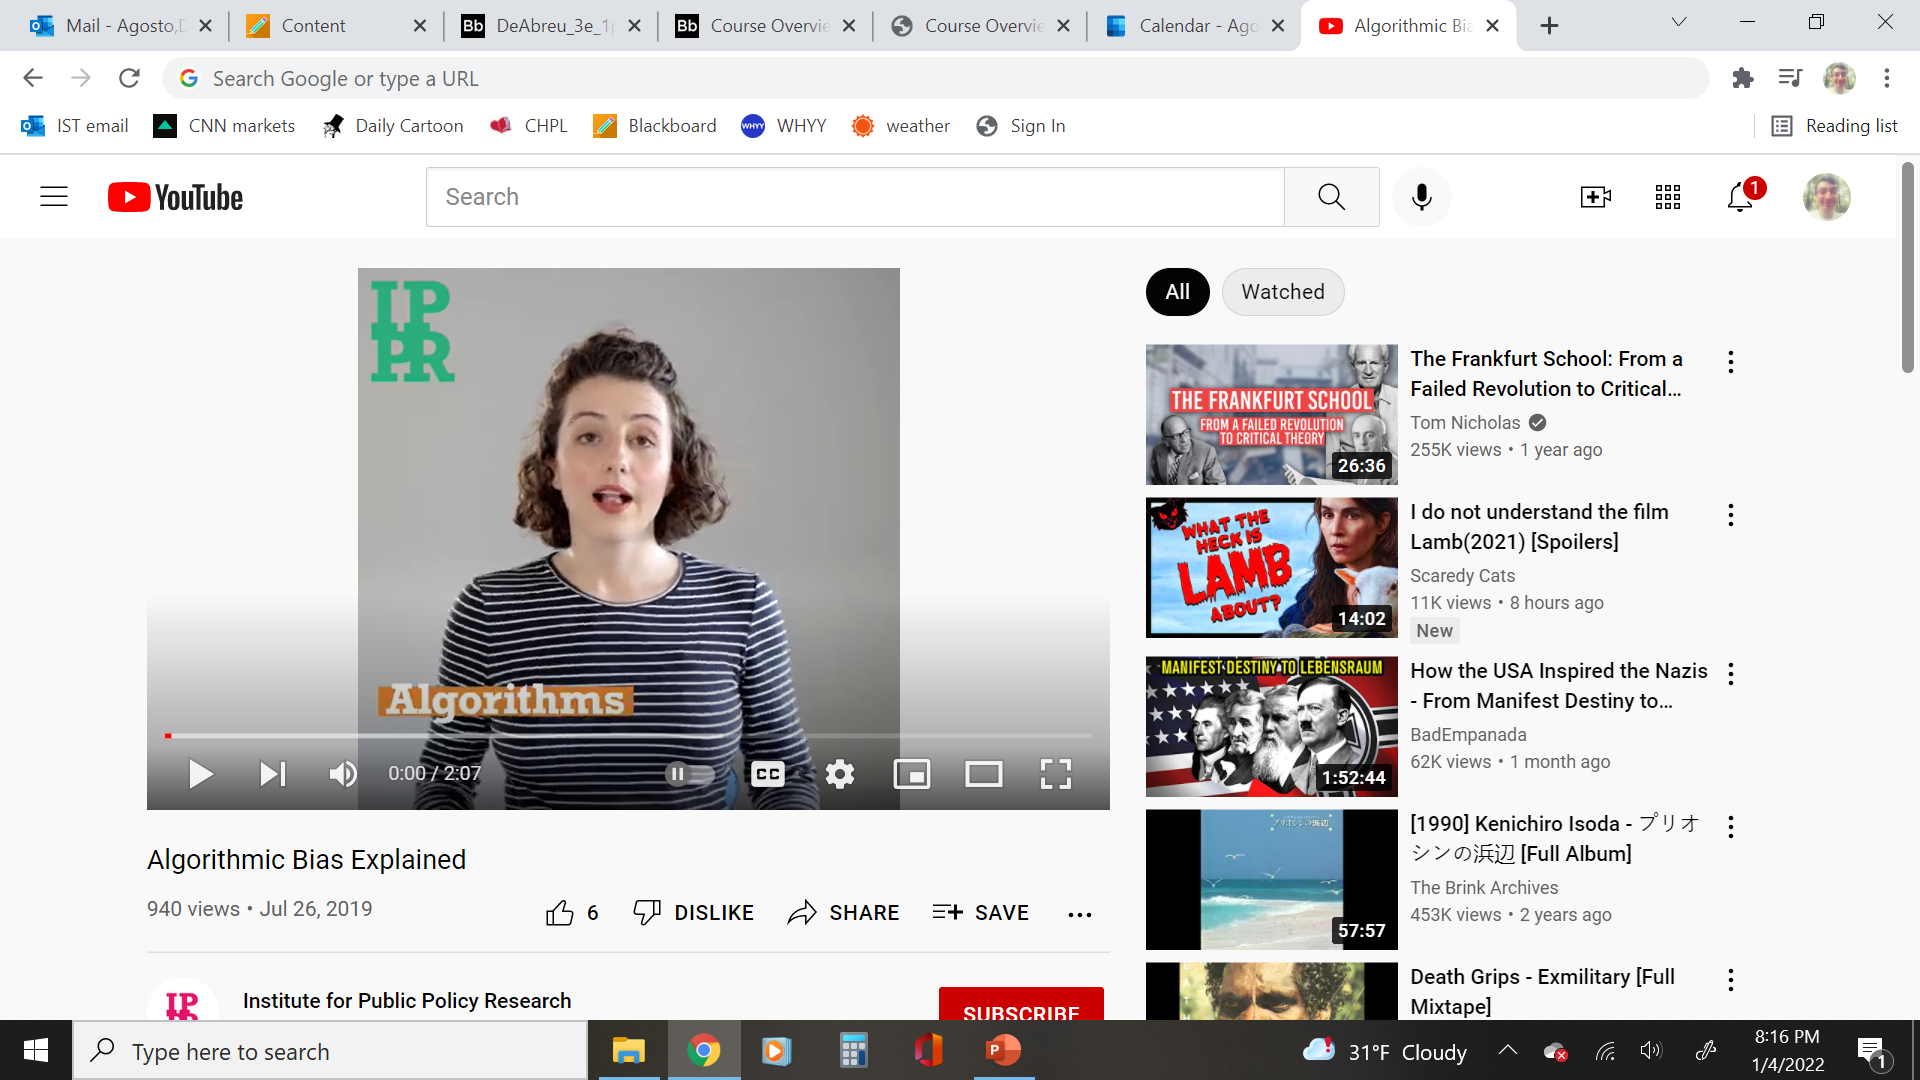 Mail - Agosto,D
Content
DeAbreu_3e_1p
Course Overvie
Course Overvie
Calendar - Ago
Algorithmic Bia
Search Google or type a URL
IST email
CNN markets
Daily Cartoon
CHPL
Blackboard
WHYY
weather
Sign In
Reading list
YouTube
Search
1
IP
PR
Algorithms
0:00 / 2:07
CC
Algorithmic Bias Explained
940 views • Jul 26, 2019
6
DISLIKE
SHARE
SAVE
Institute for Public Policy Research
SUBSCRIBE
All
Watched
THE FRANKFURT SCHOOL
FROM A FAILED REVOLUTION
TO CRITICAL THEORY
26:36
The Frankfurt School: From a
Failed Revolution to Critical...
Tom Nicholas
255K views • 1 year ago
WHAT THE
HECK IS
LAMB
ABOUT?
14:02
I do not understand the film
Lamb(2021) [Spoilers]
Scaredy Cats
11K views • 8 hours ago
New
MANIFEST DESTINY TO LEBENSRAUM
1:52:44
How the USA Inspired the Nazis
- From Manifest Destiny to...
BadEmpanada
62K views • 1 month ago
プリオシンの浜辺
57:57
[1990] Kenichiro Isoda - プリオ
シンの浜辺 [Full Album]
The Brink Archives
453K views • 2 years ago
Death Grips - Exmilitary [Full
Mixtape]
Type here to search
31°F Cloudy
8:16 PM
1/4/2022
1